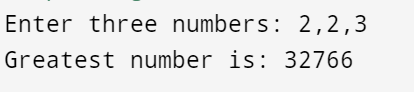 Enter three numbers: 2,2,3
Greatest number is: 32766